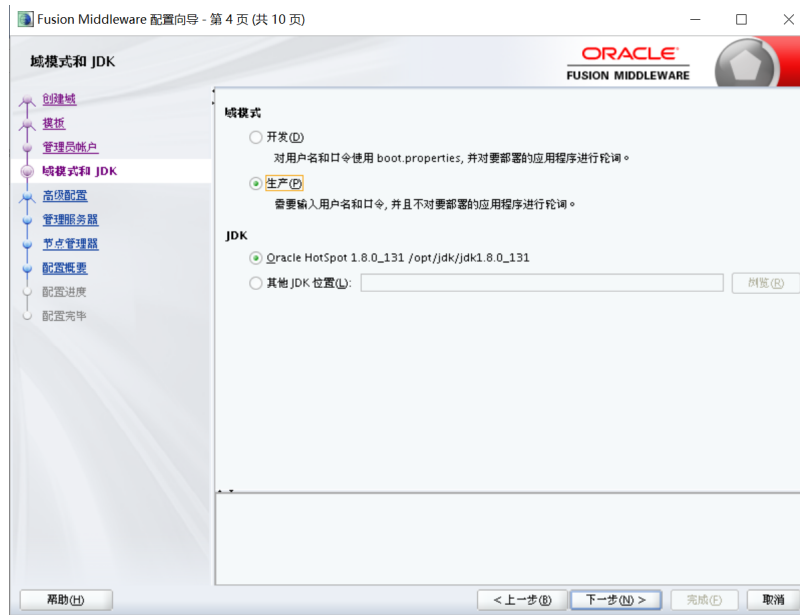 Fusion Middleware 配置向导 - 第 4 页 (共 10 页)
域模式和 JDK
ORACLE
FUSION MIDDLEWARE
创建域
模板
管理员帐户
域模式和 JDK
高级配置
管理服务器
节点管理器
配置概要
配置进度
配置完毕
域模式
开发(D)
对用户名和口令使用 boot.properties, 并对要部署的应用程序进行轮询。
生产(P)
需要输入用户名和口令, 并且不对要部署的应用程序进行轮询。
JDK
Oracle HotSpot 1.8.0_131 /opt/jdk/jdk1.8.0_131
其他 JDK 位置(L):
浏览(R)
帮助(H)
< 上一步(B)
下一步(N) >
完成(F)
取消